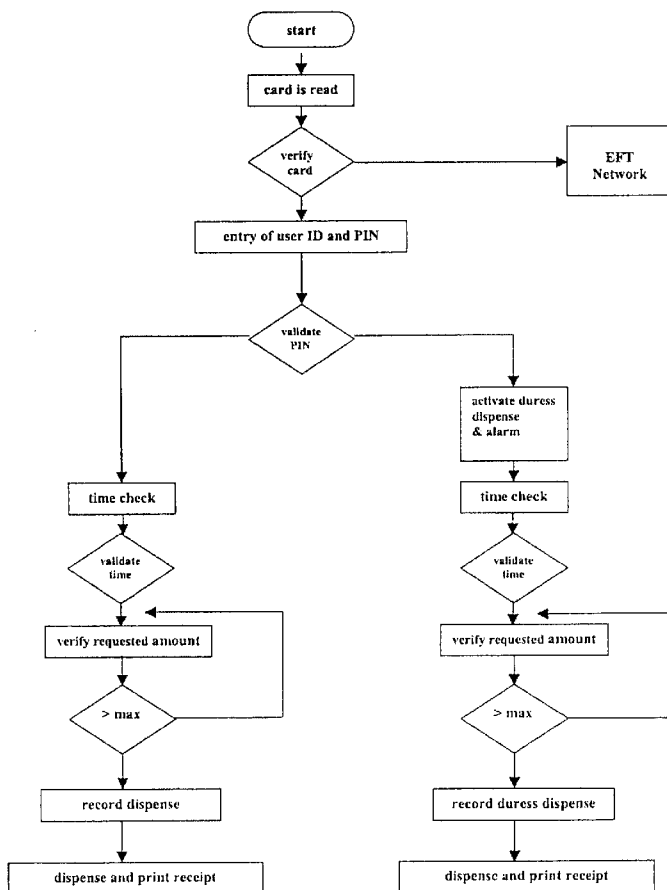 start
card is read
verify
card
EFT
Network
entry of user ID and PIN
validate
PIN
activate duress
dispense
& alarm
time check
time check
validate
time
validate
time
verify requested amount
verify requested amount
> max
> max
record dispense
record duress dispense
dispense and print receipt
dispense and print receipt